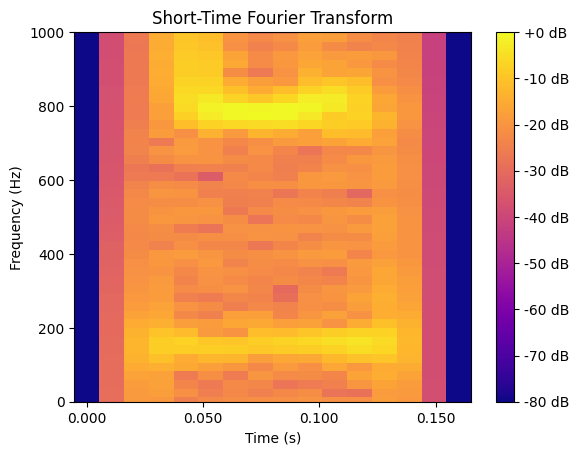 Short-Time Fourier Transform
1000
800
600
400
200
0
Frequency (Hz)
0.000
0.050
0.100
0.150
Time (s)
+0 dB
-10 dB
-20 dB
-30 dB
-40 dB
-50 dB
-60 dB
-70 dB
-80 dB